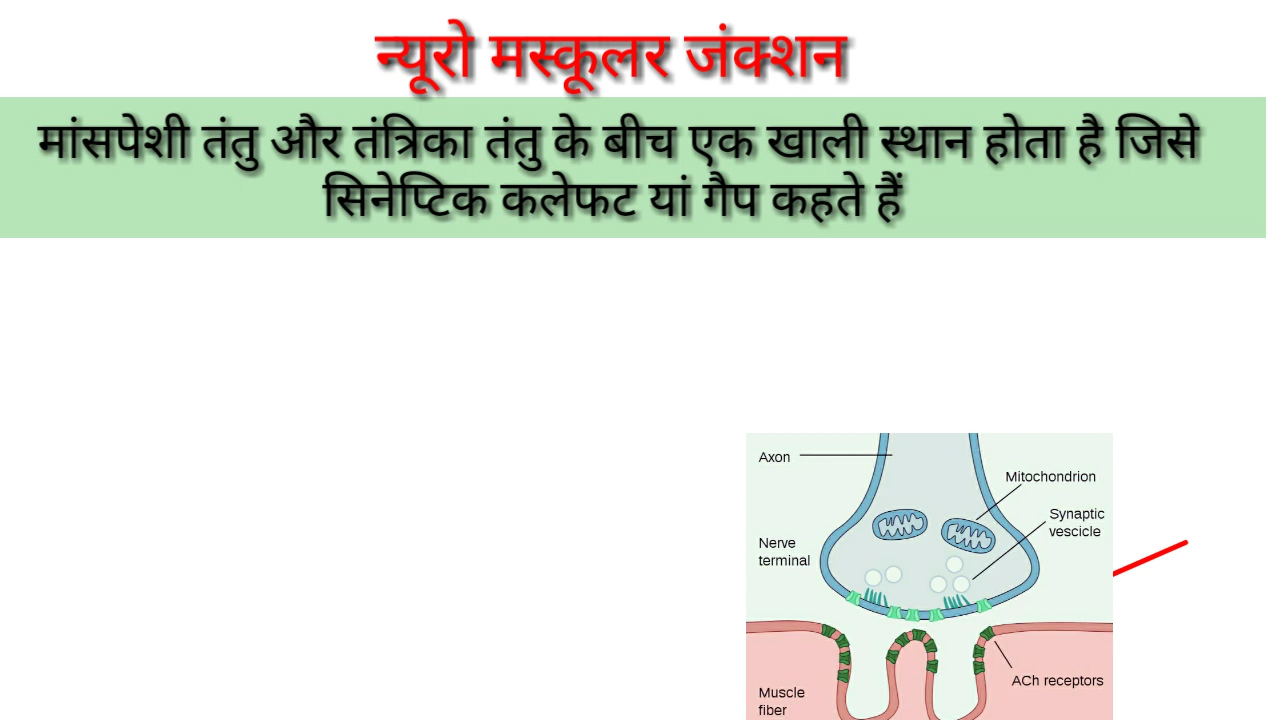 न्यूरो मस्कूलर जंक्शन
मांसपेशी तंतु और तंत्रिका तंतु के बीच एक खाली स्थान होता है जिसे
सिनेप्टिक कलेफट यां गैप कहते हैं
Axon
Mitochondrion
Synaptic
vescicle
Nerve
terminal
ACh receptors
Muscle
fiber